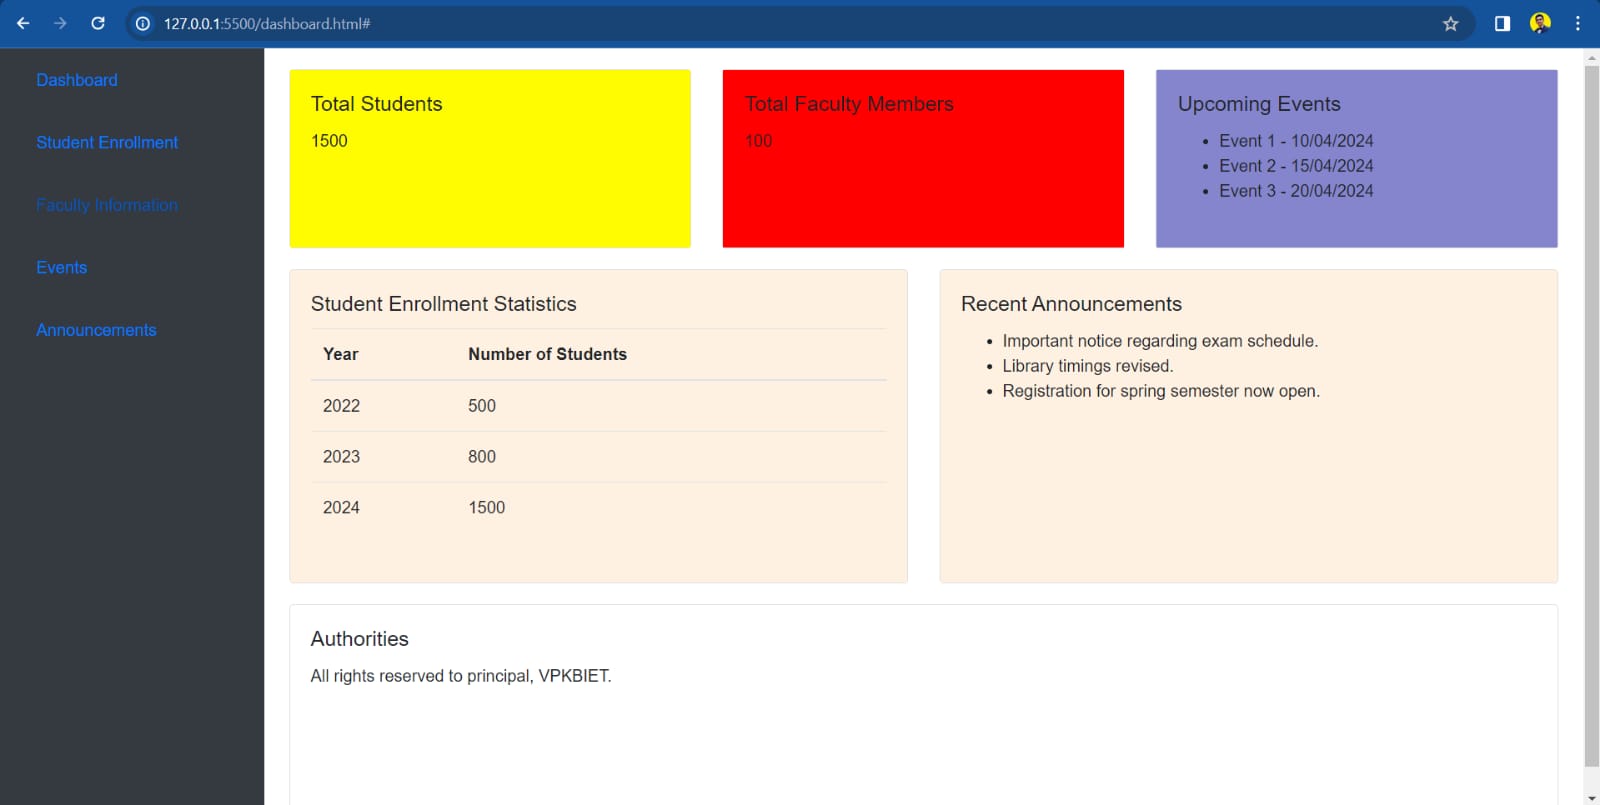 127.0.0.1:5500/dashboard.html#
Dashboard
Student Enrollment
Faculty Information
Events
Announcements
Total Students
1500
Total Faculty Members
100
Upcoming Events
Event 1 - 10/04/2024
Event 2 - 15/04/2024
Event 3 - 20/04/2024
Student Enrollment Statistics
Year Number of Students
2022 500
2023 800
2024 1500
Recent Announcements
Important notice regarding exam schedule.
Library timings revised.
Registration for spring semester now open.
Authorities
All rights reserved to principal, VPKBIET.